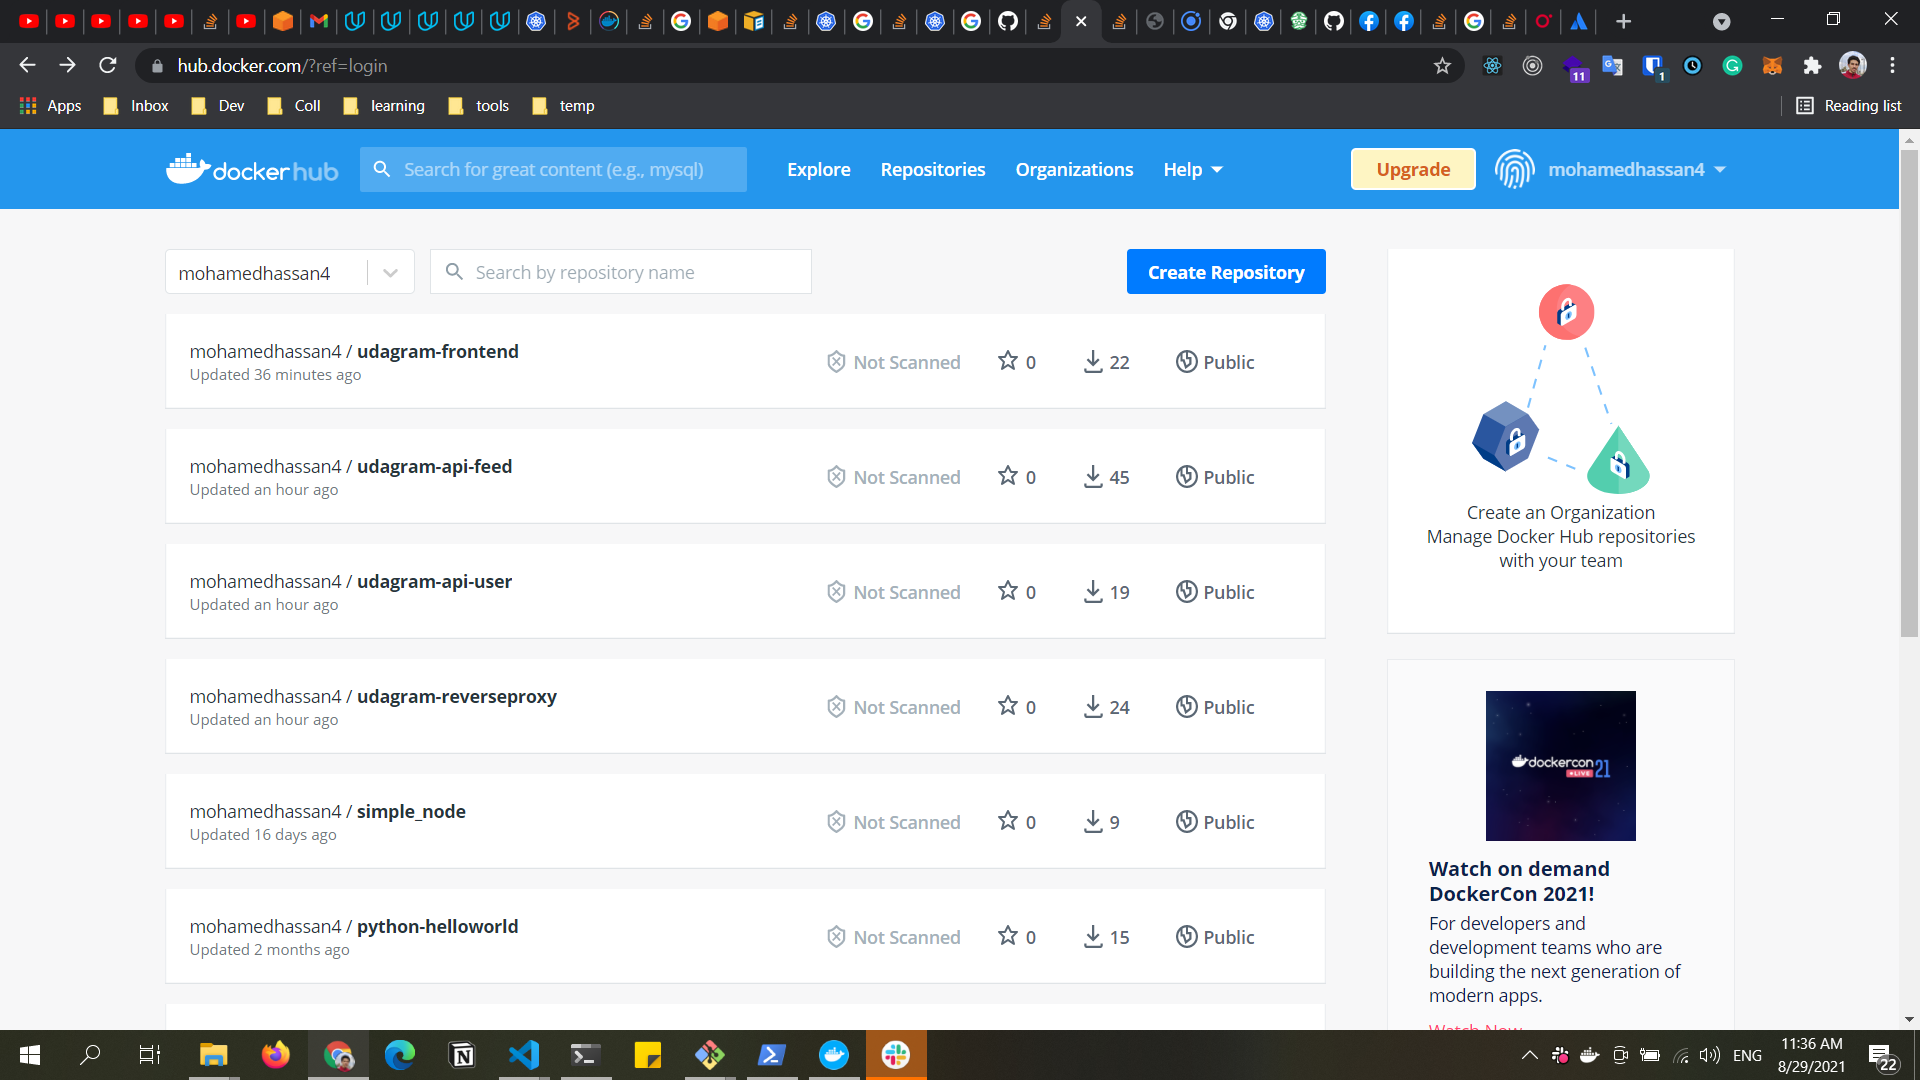 hub.docker.com/?ref=login
11
1
Apps
Inbox
Dev
Coll
learning
tools
temp
Reading list
docker hub
Search for great content (e.g., mysql)
Explore
Repositories
Organizations
Help
Upgrade
mohamedhassan4
mohamedhassan4
Search by repository name
Create Repository
mohamedhassan4 / udagram-frontend
Updated 36 minutes ago
Not Scanned
0
22
Public
mohamedhassan4 / udagram-api-feed
Updated an hour ago
Not Scanned
0
45
Public
mohamedhassan4 / udagram-api-user
Updated an hour ago
Not Scanned
0
19
Public
mohamedhassan4 / udagram-reverseproxy
Updated an hour ago
Not Scanned
0
24
Public
mohamedhassan4 / simple_node
Updated 16 days ago
Not Scanned
0
9
Public
mohamedhassan4 / python-helloworld
Updated 2 months ago
Not Scanned
0
15
Public
Create an Organization
Manage Docker Hub repositories
with your team
dockercon
LIVE 21
Watch on demand
DockerCon 2021!
For developers and
development teams who are
building the next generation of
modern apps.
Watch Now
ENG
11:36 AM
8/29/2021
22